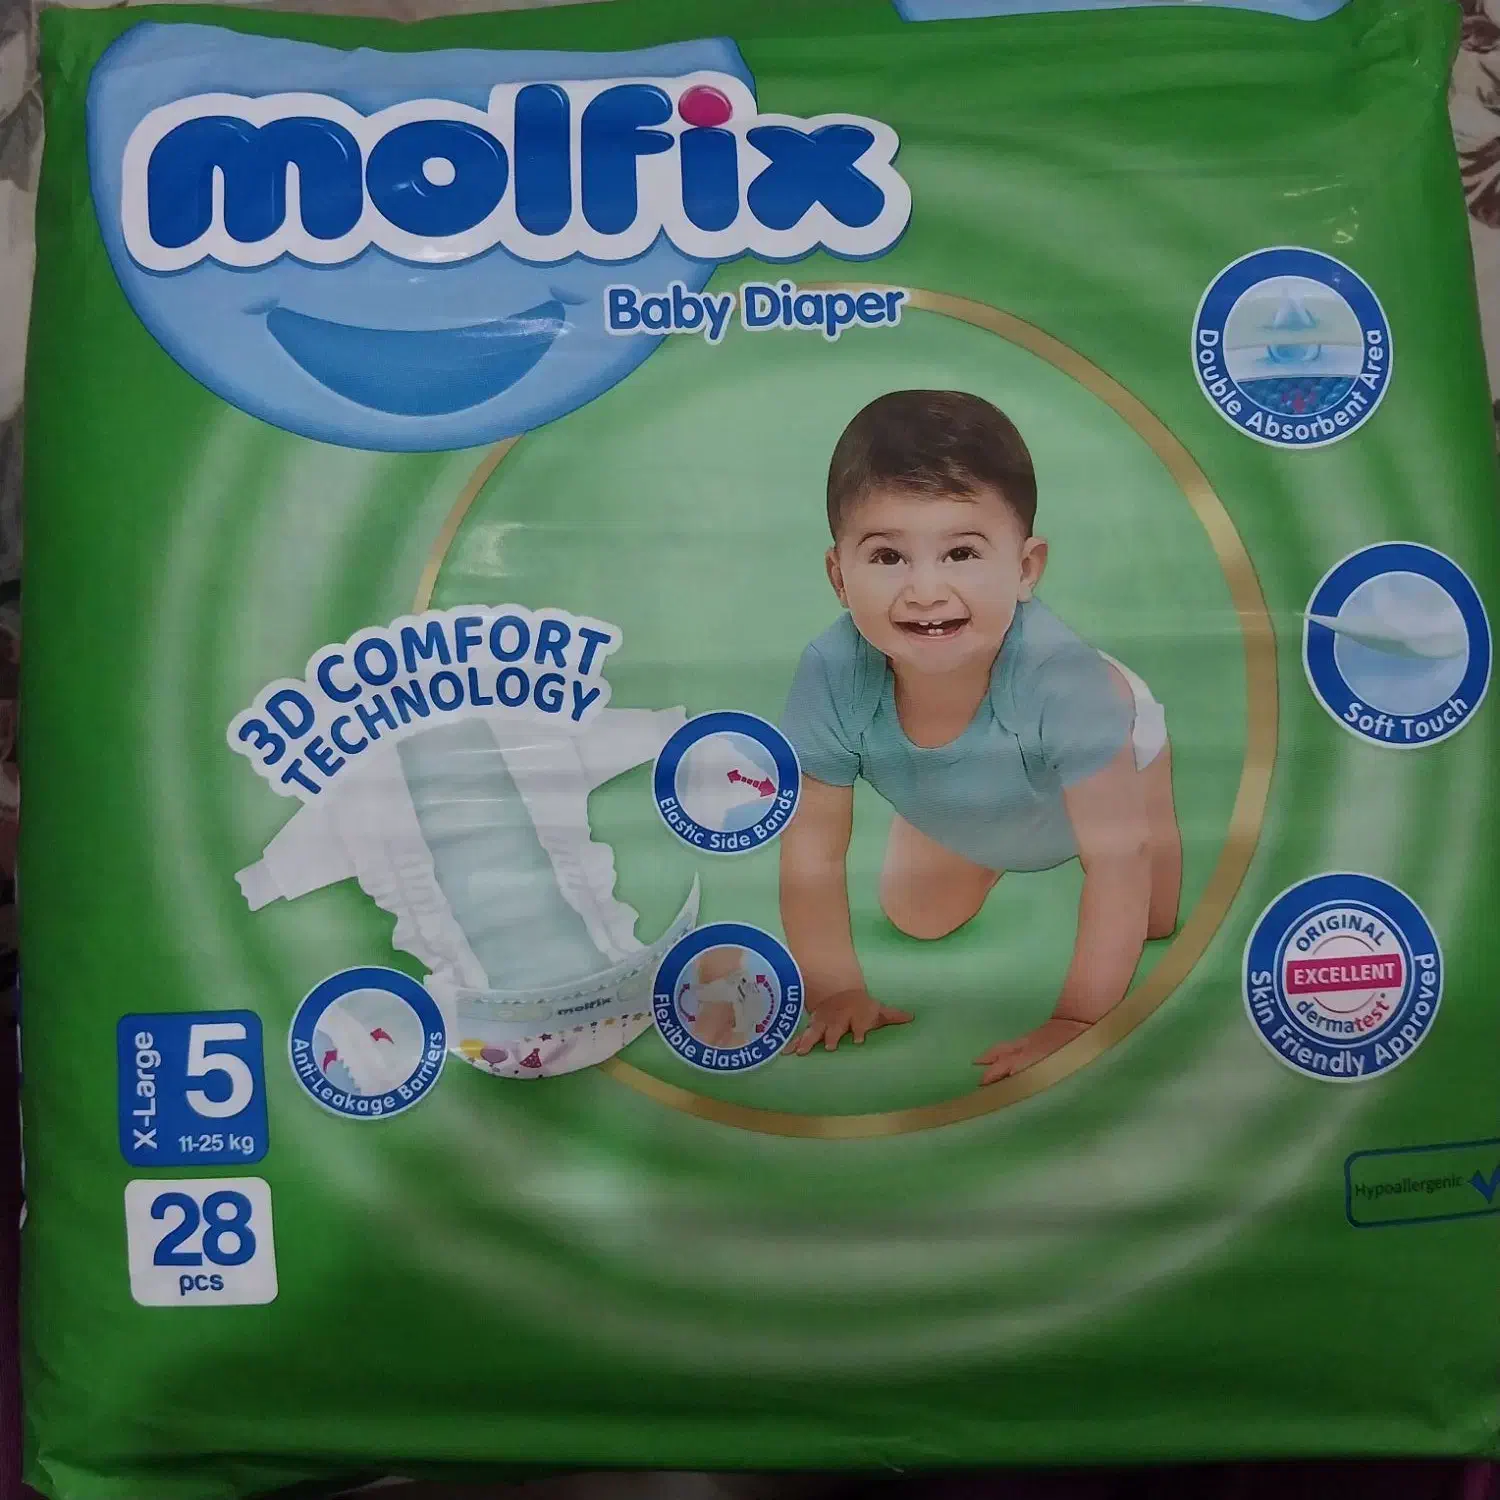 molfix
Baby Diaper
Double Absorbent Area
3D COMFORT
TECHNOLOGY
Elastic Side Bands
Soft Touch
Anti-Leakage Barriers
Flexible Elastic System
molfix
ORIGINAL
EXCELLENT
dermatest
Skin Friendly Approved
X-Large
5
11-25 kg
28
pcs
Hypoallergenic